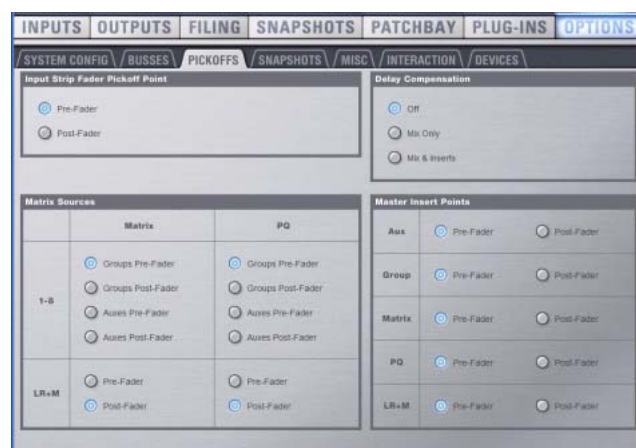 INPUTS OUTPUTS FILING SNAPSHOTS PATCHBAY PLUG-INS OPTIONS
SYSTEM CONFIG BUSSES PICKOFFS SNAPSHOTS MISC INTERACTION DEVICES
Input Strip Fader Pickoff Point
Pre-Fader
Post-Fader
Delay Compensation
Off
Mix Only
Mix & Inserts
Matrix Sources
Matrix PQ
1-8
Groups Pre-Fader Groups Pre-Fader
Groups Post-Fader Groups Post-Fader
Auxes Pre-Fader Auxes Pre-Fader
Auxes Post-Fader Auxes Post-Fader
LR+M
Pre-Fader Pre-Fader
Post-Fader Post-Fader
Master Insert Points
Aux Pre-Fader Post-Fader
Group Pre-Fader Post-Fader
Matrix Pre-Fader Post-Fader
PQ Pre-Fader Post-Fader
LR+M Pre-Fader Post-Fader